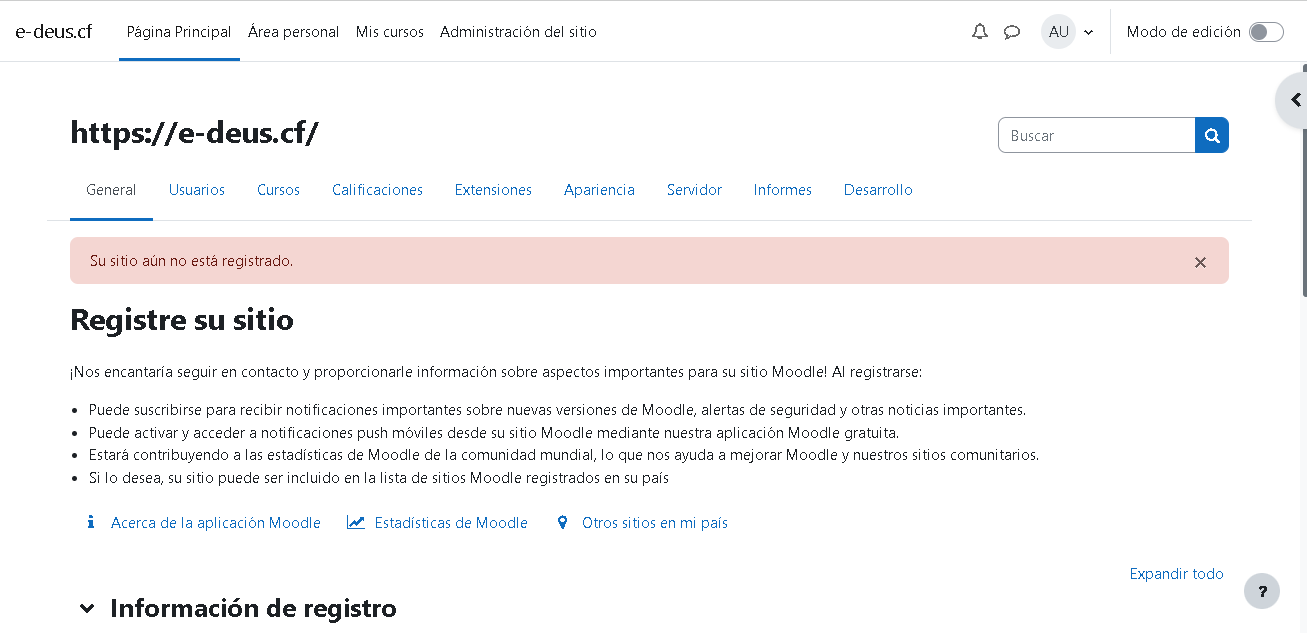 e-deus.cf Página Principal Área personal Mis cursos Administración del sitio AU Modo de edición
https://e-deus.cf/ Buscar
General Usuarios Cursos Calificaciones Extensiones Apariencia Servidor Informes Desarrollo
Su sitio aún no está registrado. ×
Registre su sitio
¡Nos encantaría seguir en contacto y proporcionarle información sobre aspectos importantes para su sitio Moodle! Al registrarse:
• Puede suscribirse para recibir notificaciones importantes sobre nuevas versiones de Moodle, alertas de seguridad y otras noticias importantes.
• Puede activar y acceder a notificaciones push móviles desde su sitio Moodle mediante nuestra aplicación Moodle gratuita.
• Estará contribuyendo a las estadísticas de Moodle de la comunidad mundial, lo que nos ayuda a mejorar Moodle y nuestros sitios comunitarios.
• Si lo desea, su sitio puede ser incluido en la lista de sitios Moodle registrados en su país
Acerca de la aplicación Moodle Estadísticas de Moodle Otros sitios en mi país
Expandir todo
?
Información de registro